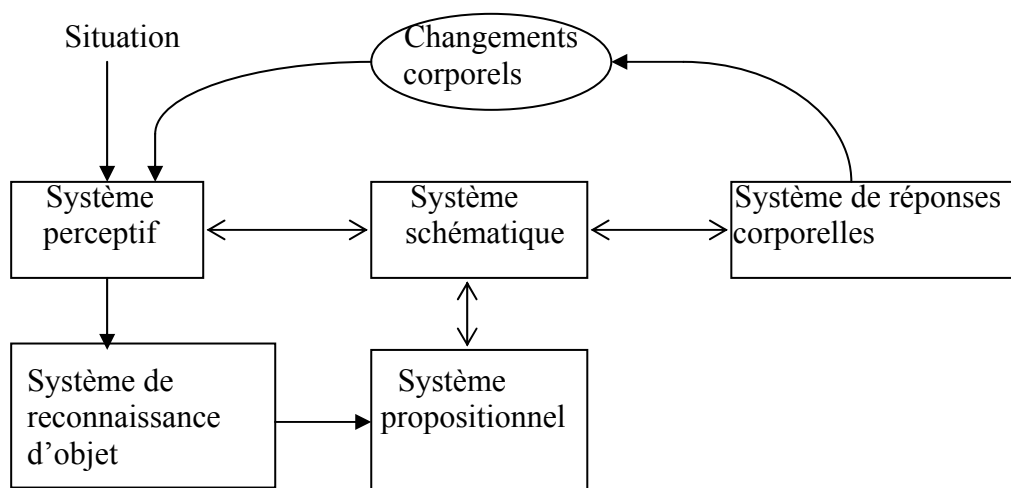 Situation
Changements
corporels
Système
perceptif
Système
schématique
Système de réponses
corporelles
Système de
reconnaissance
d’objet
Système
propositionnel